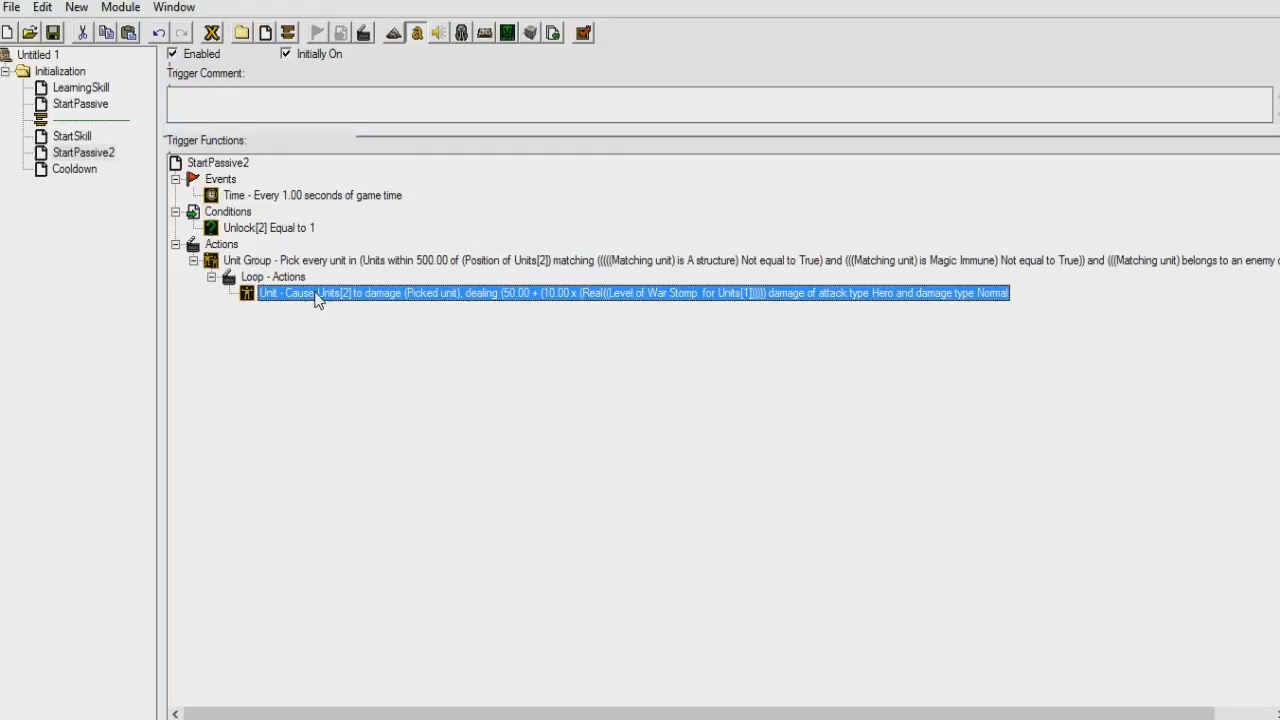 File Edit New Module Window
Untitled 1
Initialization
LearningSkill
StartPassive
StartSkill
StartPassive2
Cooldown
Enabled Initially On
Trigger Comment:
Trigger Functions:
StartPassive2
Events
Time - Every 1.00 seconds of game time
Conditions
Unlock[2] Equal to 1
Actions
Unit Group - Pick every unit in (Units within 500.00 of (Position of Units[2]) matching (((((Matching unit) is A structure) Not equal to True) and (((Matching unit) is Magic Immune) Not equal to True)) and (((Matching unit) belongs to an enemy o
Loop - Actions
Unit - Cause Units[2] to damage (Picked unit), dealing (50.00 + (10.00 x (Real((Level of War Stomp for Units[1]))))) damage of attack type Hero and damage type Normal